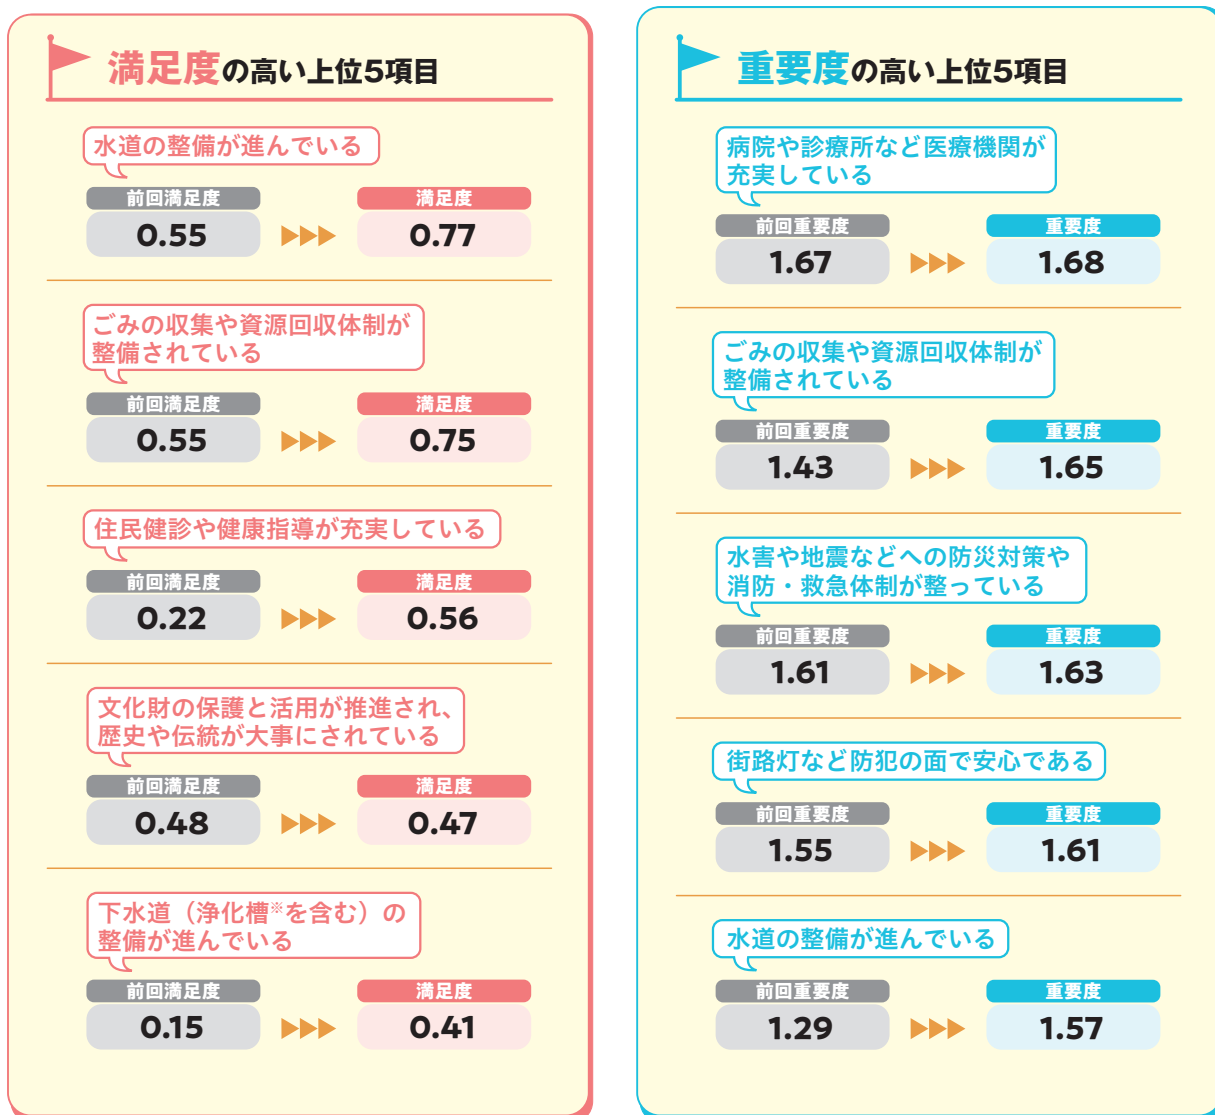 満足度の高い上位5項目
水道の整備が進んでいる
前回満足度 満足度
0.55 0.77
ごみの収集や資源回収体制が
整備されている
前回満足度 満足度
0.55 0.75
住民健診や健康指導が充実している
前回満足度 満足度
0.22 0.56
文化財の保護と活用が推進され、
歴史や伝統が大事にされている
前回満足度 満足度
0.48 0.47
下水道（浄化槽※を含む）の
整備が進んでいる
前回満足度 満足度
0.15 0.41
重要度の高い上位5項目
病院や診療所など医療機関が
充実している
前回重要度 重要度
1.67 1.68
ごみの収集や資源回収体制が
整備されている
前回重要度 重要度
1.43 1.65
水害や地震などへの防災対策や
消防・救急体制が整っている
前回重要度 重要度
1.61 1.63
街路灯など防犯の面で安心である
前回重要度 重要度
1.55 1.61
水道の整備が進んでいる
前回重要度 重要度
1.29 1.57